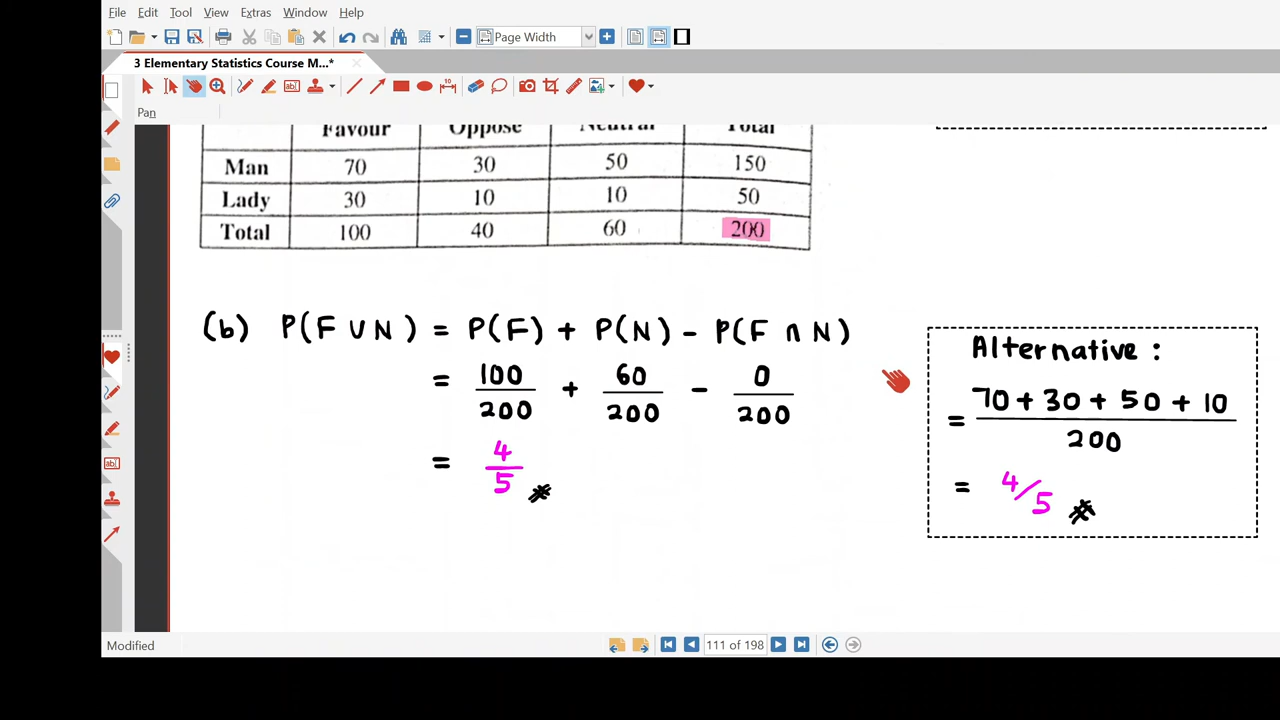 File Edit Tool View Extras Window Help
Page Width
3 Elementary Statistics Course M...*
Pan
Favour Oppose Neutral Total
Man 70 30 50 150
Lady 30 10 10 50
Total 100 40 60 200
(b) P(F ∪ N) = P(F) + P(N) - P(F ∩ N)
= 100/200 + 60/200 - 0/200
= 4/5 *
Alternative :
= 70 + 30 + 50 + 10 / 200
= 4/5 *
Modified
111 of 198